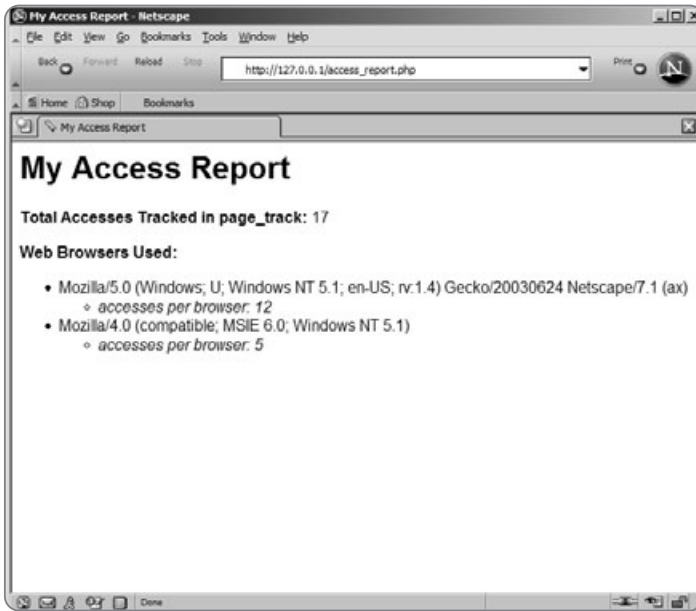 My Access Report - Netscape
File Edit View Go Bookmarks Tools Window Help
Back Forward Reload Stop http://127.0.0.1/access_report.php Print N
Home Shop Bookmarks
My Access Report
My Access Report
Total Accesses Tracked in page_track: 17
Web Browsers Used:
Mozilla/5.0 (Windows; U; Windows NT 5.1; en-US; rv:1.4) Gecko/20030624 Netscape/7.1 (ax)
accesses per browser: 12
Mozilla/4.0 (compatible; MSIE 6.0; Windows NT 5.1)
accesses per browser: 5
Done